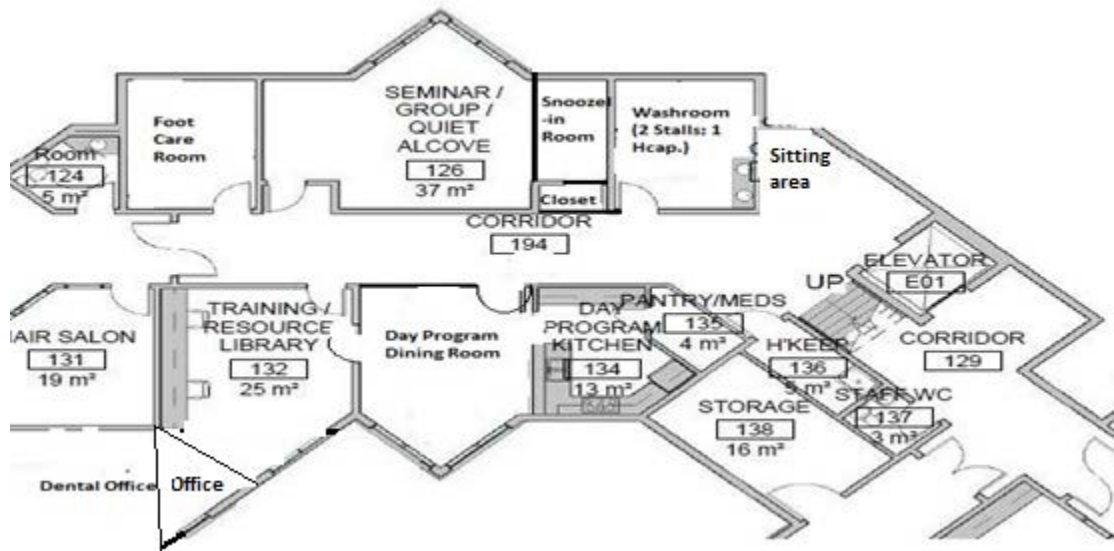 Foot
Care
Room
SEMINAR /
GROUP /
QUIET
ALCOVE
126
37 m²
Snoozel
-in
Room
Closet
Washroom
(2 Stalls; 1
Hcap.)
Sitting
area
Room
124
5 m²
CORRIDOR
194
ELEVATOR
E01
UP
CORRIDOR
129
HAIR SALON
131
19 m²
TRAINING /
RESOURCE
LIBRARY
132
25 m²
Day Program
Dining Room
DAY
PROGRAM
KITCHEN
134
13 m²
PANTRY/MEDS
135
4 m²
H'KEEP
136
5 m²
STAFF WC
137
3 m²
STORAGE
138
16 m²
Dental Office
Office